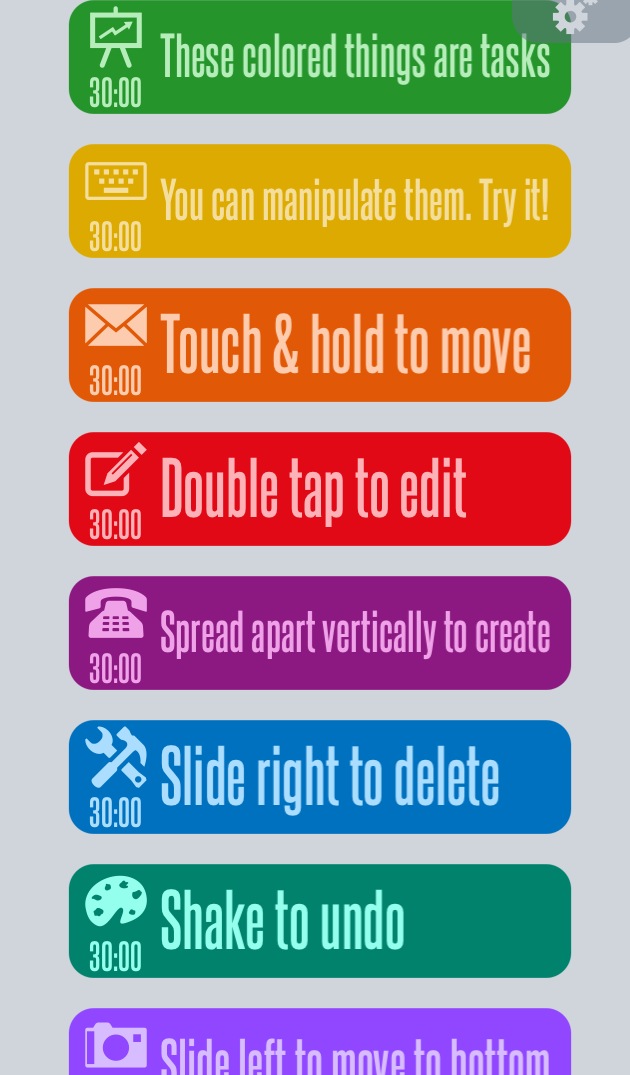 These colored things are tasks
30:00
You can manipulate them. Try it!
30:00
Touch & hold to move
30:00
Double tap to edit
30:00
Spread apart vertically to create
30:00
Slide right to delete
30:00
Shake to undo
30:00
Slide left to move to bottom